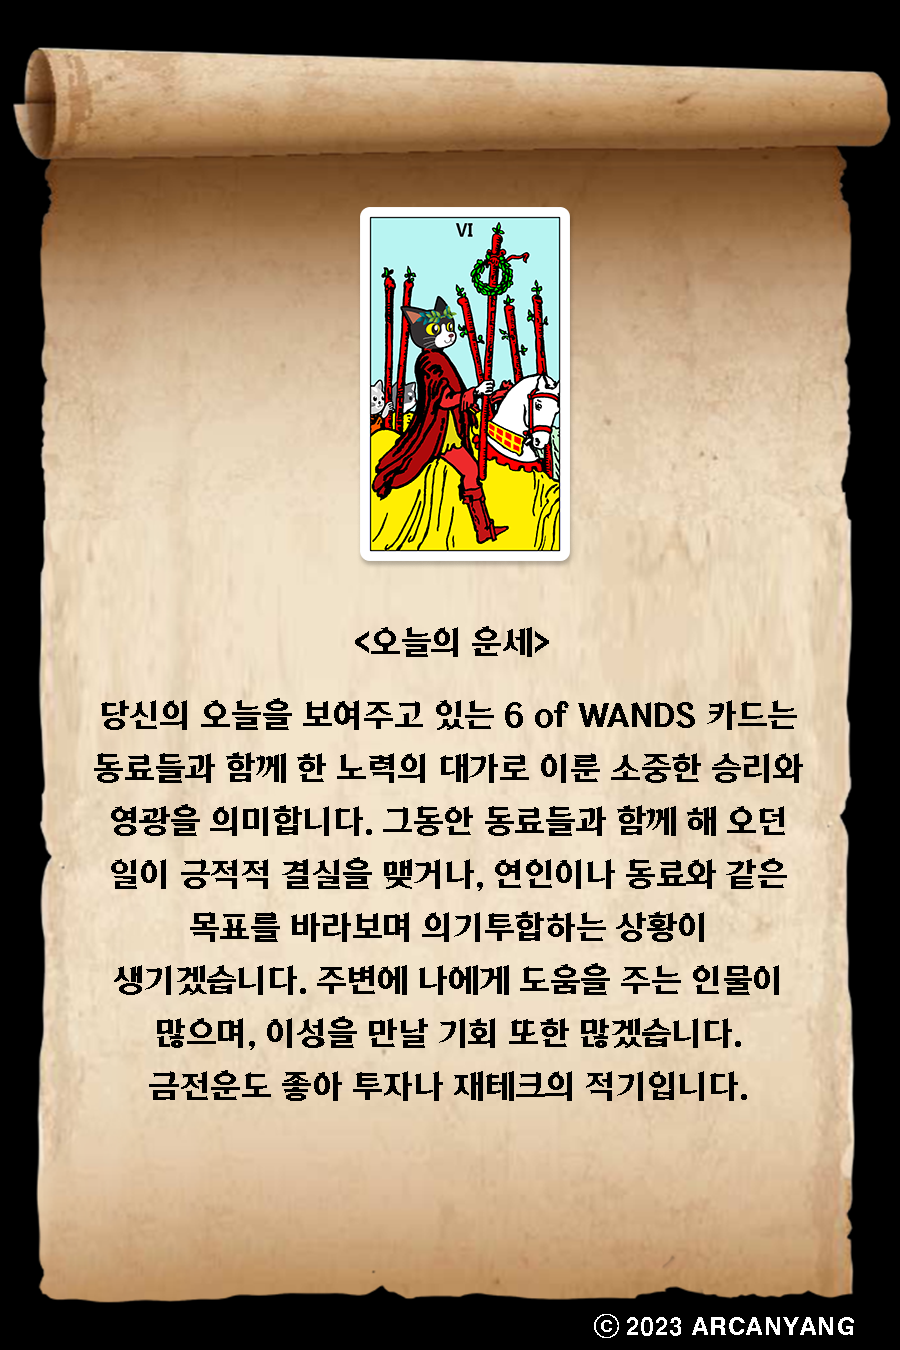 VI
<오늘의 운세>
당신의 오늘을 보여주고 있는 6 of WANDS 카드는
동료들과 함께 한 노력의 대가로 이룬 소중한 승리와
영광을 의미합니다. 그동안 동료들과 함께 해 오던
일이 긍적적 결실을 맺거나, 연인이나 동료와 같은
목표를 바라보며 의기투합하는 상황이
생기겠습니다. 주변에 나에게 도움을 주는 인물이
많으며, 이성을 만날 기회 또한 많겠습니다.
금전운도 좋아 투자나 재테크의 적기입니다.
© 2023 ARCANYANG